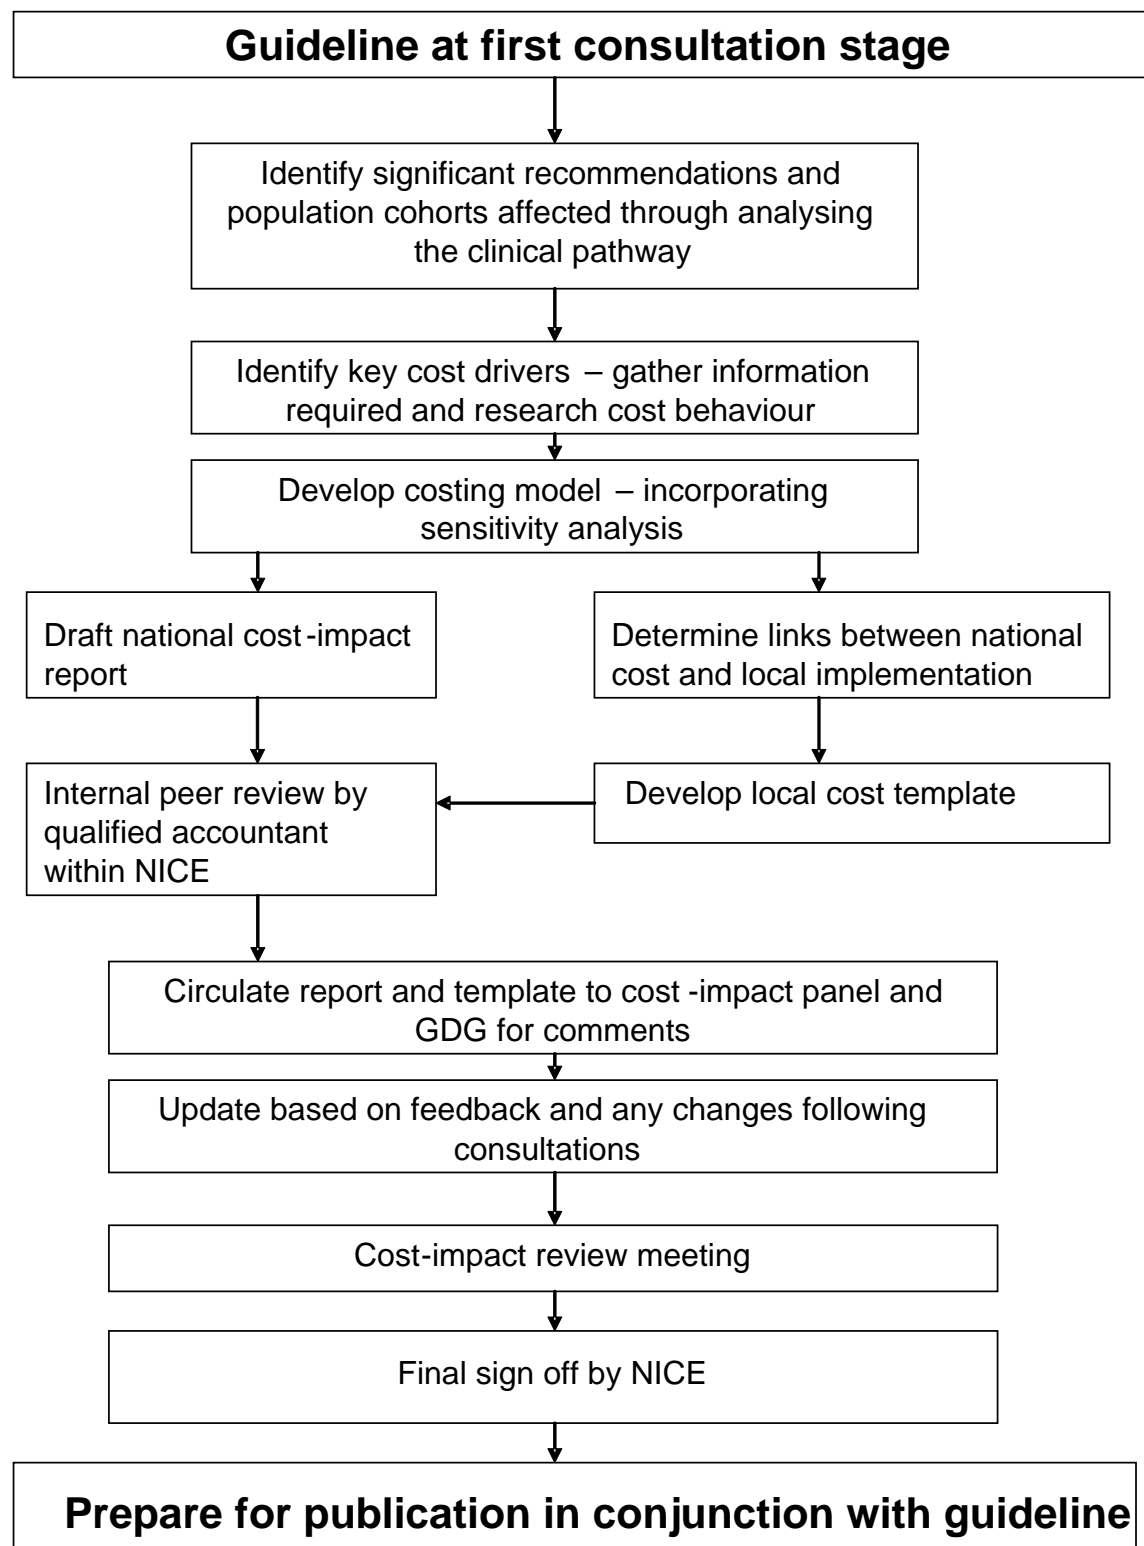 Guideline at first consultation stage
Identify significant recommendations and
population cohorts affected through analysing
the clinical pathway
Identify key cost drivers – gather information
required and research cost behaviour
Develop costing model – incorporating
sensitivity analysis
Draft national cost-impact
report
Determine links between national
cost and local implementation
Internal peer review by
qualified accountant
within NICE
Develop local cost template
Circulate report and template to cost-impact panel and
GDG for comments
Update based on feedback and any changes following
consultations
Cost-impact review meeting
Final sign off by NICE
Prepare for publication in conjunction with guideline